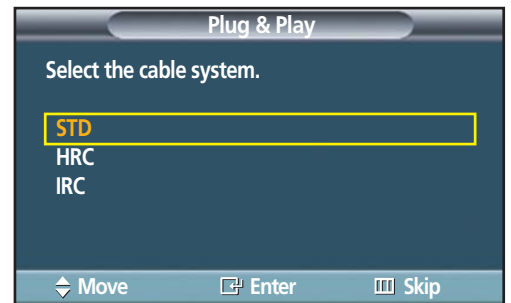 Plug & Play
Select the cable system.
STD
HRC
IRC
Move Enter Skip